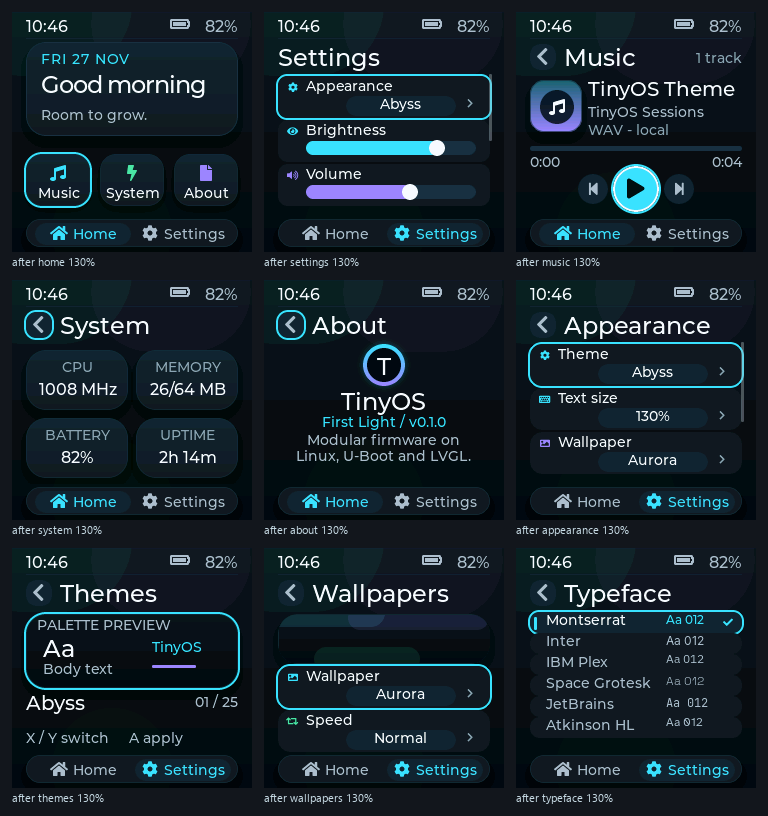 10:46 82%
FRI 27 NOV
Good morning
Room to grow.
Music System About
Home Settings
after home 130%
10:46 82%
Settings
Appearance
Abyss
Brightness
Volume
Home Settings
after settings 130%
10:46 82%
Music 1 track
TinyOS Theme
TinyOS Sessions
WAV - local
0:00 0:04
Home Settings
after music 130%
10:46 82%
System
CPU MEMORY
1008 MHz 26/64 MB
BATTERY UPTIME
82% 2h 14m
Home Settings
after system 130%
10:46 82%
About
T
TinyOS
First Light / v0.1.0
Modular firmware on
Linux, U-Boot and LVGL.
Home Settings
after about 130%
10:46 82%
Appearance
Theme
Abyss
Text size
130%
Wallpaper
Aurora
Home Settings
after appearance 130%
10:46 82%
Themes
PALETTE PREVIEW
Aa TinyOS
Body text
Abyss 01 / 25
X / Y switch A apply
Home Settings
after themes 130%
10:46 82%
Wallpapers
Wallpaper
Aurora
Speed
Normal
Home Settings
after wallpapers 130%
10:46 82%
Typeface
Montserrat Aa 012
Inter Aa 012
IBM Plex Aa 012
Space Grotesk Aa 012
JetBrains Aa 012
Atkinson HL Aa 012
Home Settings
after typeface 130%